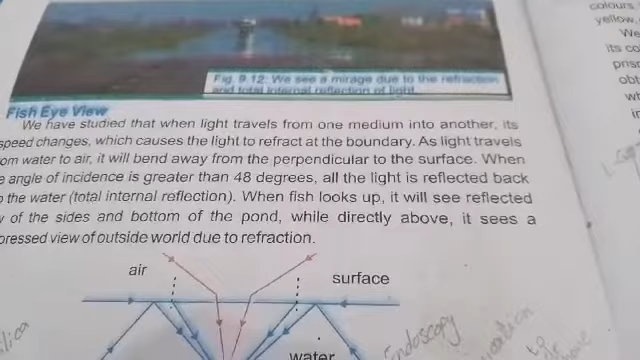 Fig. 9.12: We see a mirage due to the refraction
and total internal reflection of light.
Fish Eye View
We have studied that when light travels from one medium into another, its
speed changes, which causes the light to refract at the boundary. As light travels
om water to air, it will bend away from the perpendicular to the surface. When
e angle of incidence is greater than 48 degrees, all the light is reflected back
the water (total internal reflection). When fish looks up, it will see reflected
of the sides and bottom of the pond, while directly above, it sees a
pressed view of outside world due to refraction.
air
surface
water
Endoscopy
colours
yellow
We
its co
prisr
obt
wh